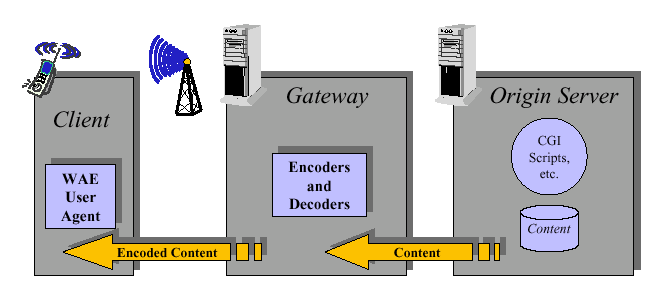 Client
Gateway
Origin Server
WAE
User
Agent
Encoders
and
Decoders
CGI
Scripts,
etc.
Content
Encoded Content
Content